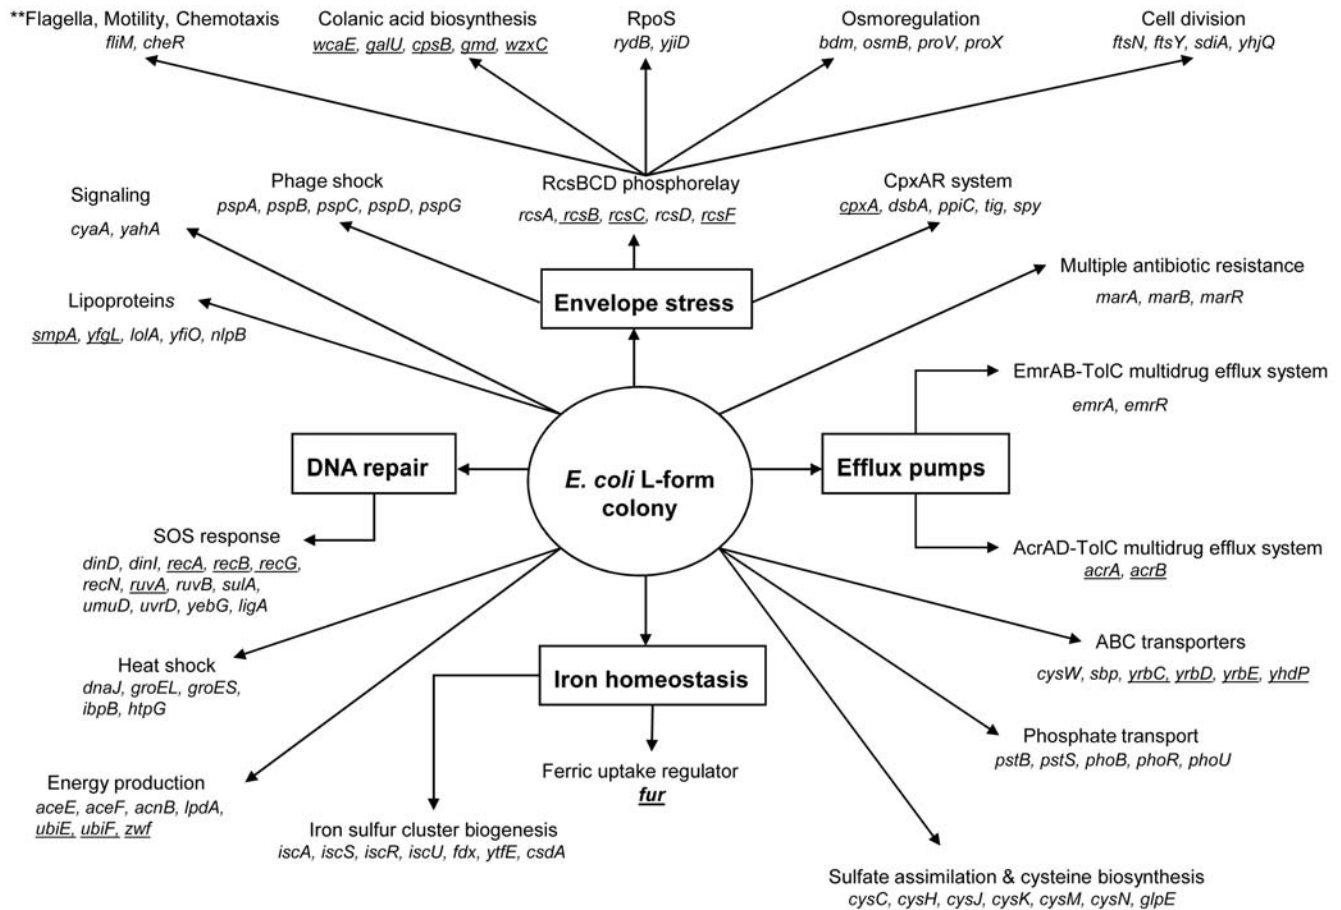 **Flagella, Motility, Chemotaxis
fliM, cheR
Colanic acid biosynthesis
wcaE, galU, cpsB, gmd, wzxC
RpoS
rydB, yjiD
Osmoregulation
bdm, osmB, proV, proX
Cell division
ftsN, ftsY, sdiA, yhjQ
Signaling
cyaA, yahA
Phage shock
pspA, pspB, pspC, pspD, pspG
RcsBCD phosphorelay
rcsA, rcsB, rcsC, rcsD, rcsF
CpxAR system
cpxA, dsbA, ppiC, tig, spy
Lipoproteins
smpA, yfgL, lolA, yfiO, nlpB
Envelope stress
Multiple antibiotic resistance
marA, marB, marR
EmrAB-TolC multidrug efflux system
emrA, emrR
DNA repair
E. coli L-form
colony
Efflux pumps
SOS response
dinD, dinI, recA, recB, recG,
recN, ruvA, ruvB, sulA,
umuD, uvrD, yebG, ligA
AcrAD-TolC multidrug efflux system
acrA, acrB
Heat shock
dnaJ, groEL, groES,
ibpB, htpG
Iron homeostasis
ABC transporters
cysW, sbp, yrbC, yrbD, yrbE, yhdP
Energy production
aceE, aceF, acnB, lpdA,
ubiE, ubiF, zwf
Ferric uptake regulator
fur
Phosphate transport
pstB, pstS, phoB, phoR, phoU
Iron sulfur cluster biogenesis
iscA, iscS, iscR, iscU, fdx, ytfE, csdA
Sulfate assimilation & cysteine biosynthesis
cysC, cysH, cysJ, cysK, cysM, cysN, glpE